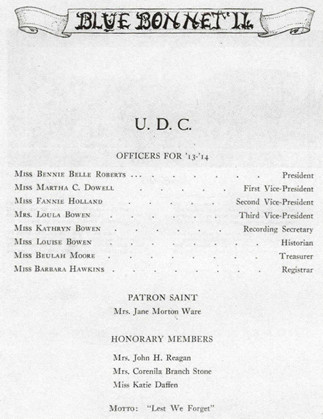 BLUE BONNET '14
U. D. C.
OFFICERS FOR '13-'14
Miss Bennie Belle Roberts . . . . . . . . . President
Miss Martha C. Dowell . . . . . First Vice-President
Miss Fannie Holland . . . . . Second Vice-President
Mrs. Loula Bowen . . . . . Third Vice-President
Miss Kathryn Bowen . . . . . Recording Secretary
Miss Louise Bowen . . . . . . . . Historian
Miss Beulah Moore . . . . . . . . Treasurer
Miss Barbara Hawkins . . . . . . . Registrar
PATRON SAINT
Mrs. Jane Morton Ware
HONORARY MEMBERS
Mrs. John H. Reagan
Mrs. Corenila Branch Stone
Miss Katie Daffen
Motto: "Lest We Forget"